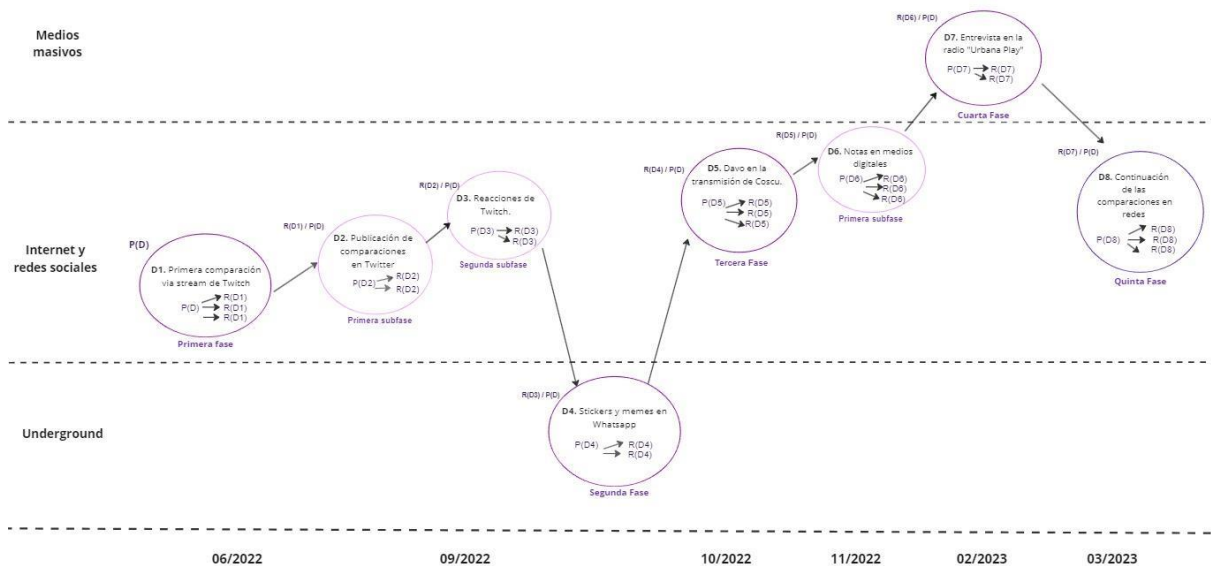 Medios
masivos
R(D6) / P(D)
D7. Entrevista en la
radio "Urbana Play"
P(D7) R(D7)
R(D7)
Cuarta Fase
Internet y
redes sociales
P(D)
D1. Primera comparación
via stream de Twitch
P(D) R(D1)
R(D1)
R(D1)
Primera fase
R(D1) / P(D)
D2. Publicación de
comparaciones
en Twitter
P(D2) R(D2)
R(D2)
Primera subfase
R(D2) / P(D)
D3. Reacciones de
Twitch.
P(D3) R(D3)
R(D3)
Segunda subfase
R(D4) / P(D)
D5. Davo en la
transmisión de Coscu.
P(D5) R(D5)
R(D5)
R(D5)
Tercera Fase
R(D5) / P(D)
D6. Notas en medios
digitales
P(D6) R(D6)
R(D6)
R(D6)
Primera subfase
R(D7) / P(D)
D8. Continuación
de las
comparaciones en
redes
P(D8) R(D8)
R(D8)
R(D8)
Quinta Fase
Underground
R(D3) / P(D)
D4. Stickers y memes en
Whatsapp
P(D4) R(D4)
R(D4)
Segunda Fase
06/2022
09/2022
10/2022
11/2022
02/2023
03/2023